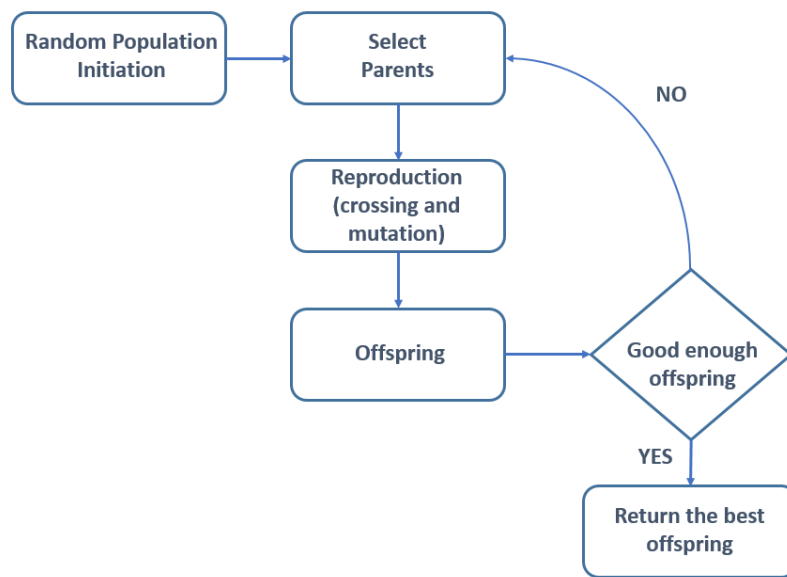 Random Population
Initiation
Select
Parents
NO
Reproduction
(crossing and
mutation)
Offspring
Good enough
offspring
YES
Return the best
offspring